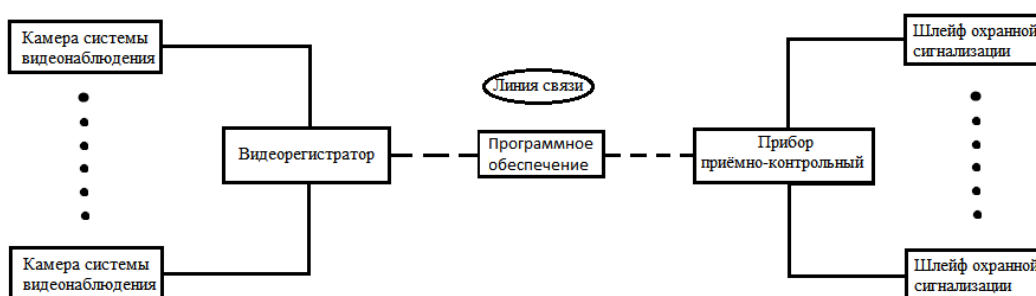 Камера системы
видеонаблюдения
Шлейф охранной
сигнализации
Линия связи
Видеорегистратор
Программное
обеспечение
Прибор
приёмно-контрольный
Камера системы
видеонаблюдения
Шлейф охранной
сигнализации